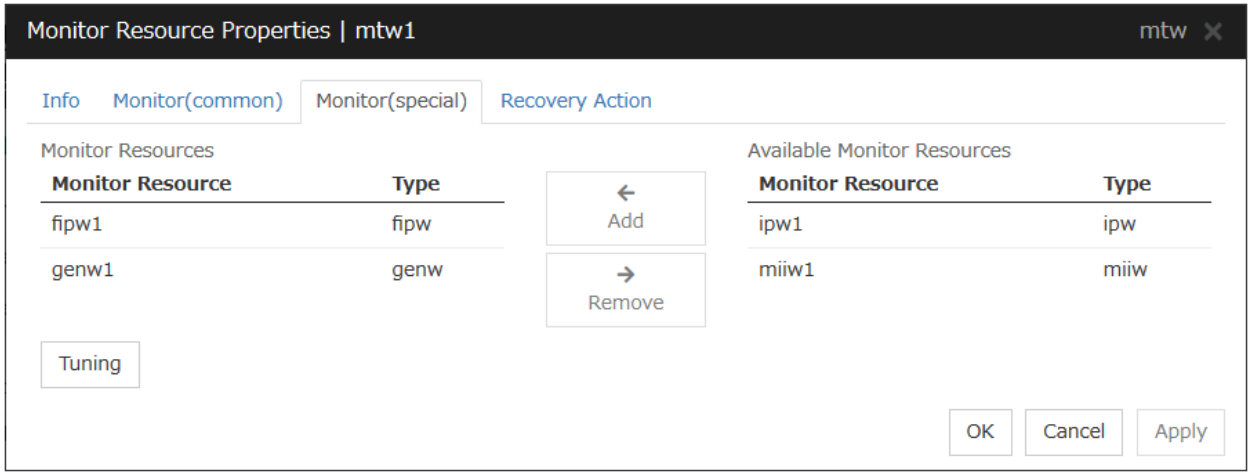 Monitor Resource Properties | mtw1 mtw ×
Info Monitor(common) Monitor(special) Recovery Action
Monitor Resources Available Monitor Resources
Monitor Resource Type Monitor Resource Type
← Add
fipw1 fipw ipw1 ipw
genw1 genw miiw1 miiw
→ Remove
Tuning
OK Cancel Apply